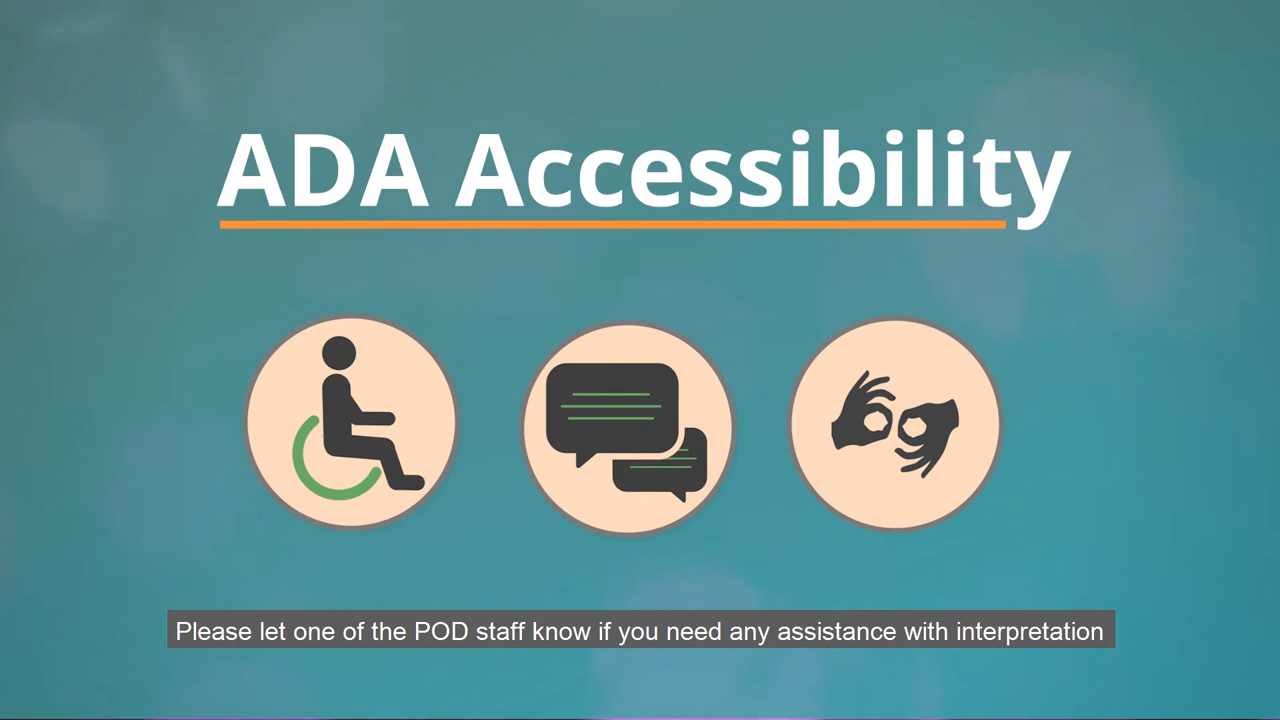 ADA Accessibility
Please let one of the POD staff know if you need any assistance with interpretation